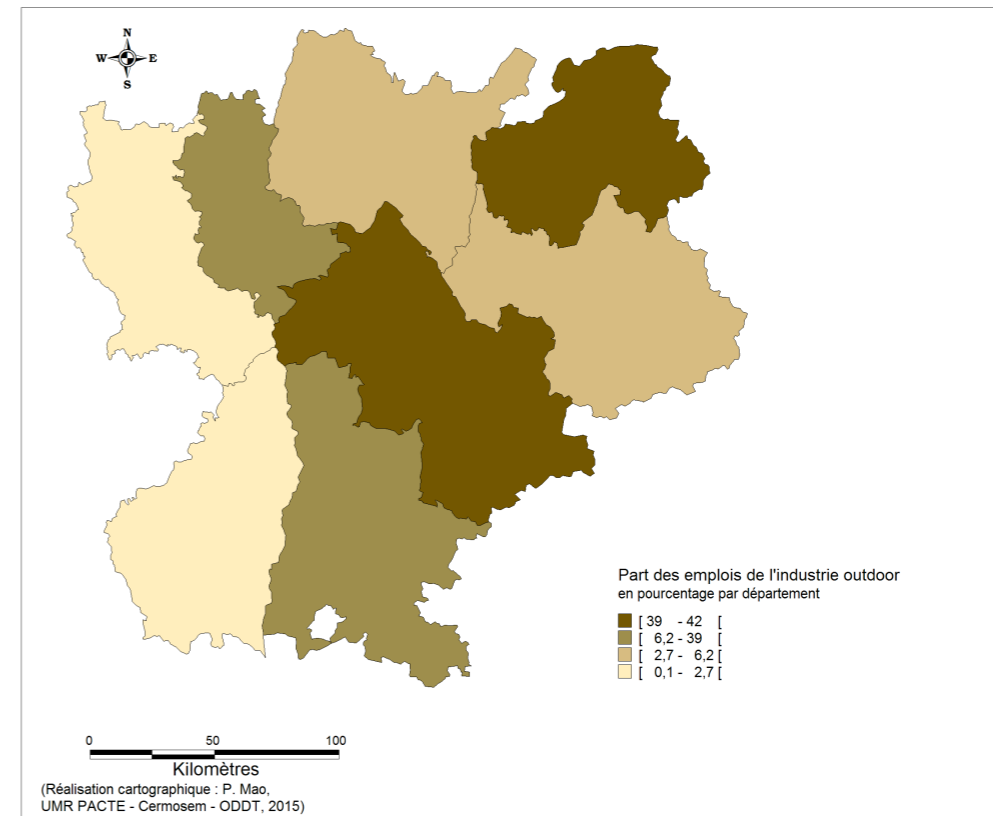 N
W E
S
Part des emplois de l'industrie outdoor
en pourcentage par département
[ 39 - 42 [
[ 6,2 - 39 [
[ 2,7 - 6,2 [
[ 0,1 - 2,7 [
0 50 100
Kilomètres
(Réalisation cartographique : P. Mao,
UMR PACTE - Cermosem - ODDT, 2015)